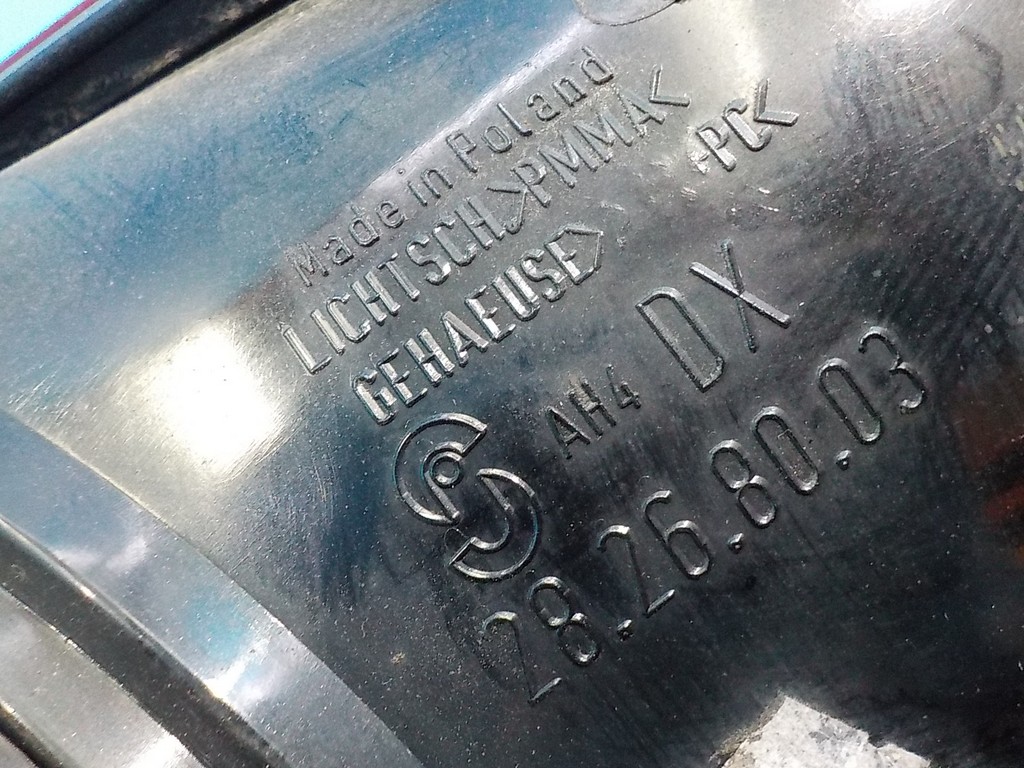 Made in Poland
LICHTSCH.>PMMA<
GEHAEUSE> -PC<
AH4 DX
28.26.80.03